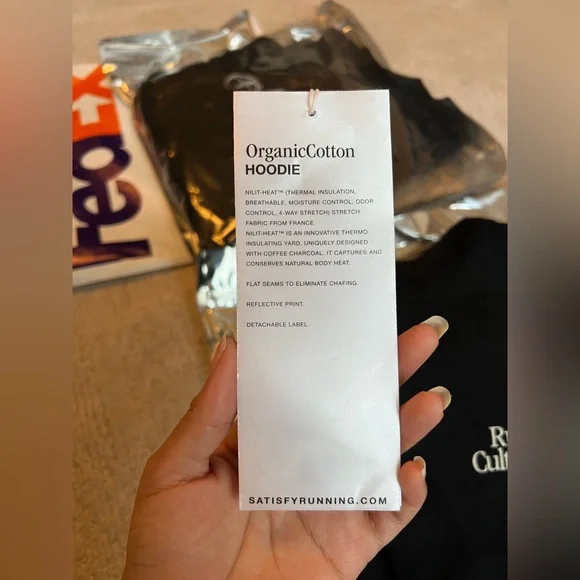 FedEx
OrganicCotton
HOODIE
NILIT-HEAT™ (THERMAL INSULATION,
BREATHABLE, MOISTURE CONTROL, ODOR
CONTROL, 4-WAY STRETCH) STRETCH
FABRIC FROM FRANCE.
NILIT-HEAT™ IS AN INNOVATIVE THERMO
INSULATING YARD, UNIQUELY DESIGNED
WITH COFFEE CHARCOAL. IT CAPTURES AND
CONSERVES NATURAL BODY HEAT.
FLAT SEAMS TO ELIMINATE CHAFING.
REFLECTIVE PRINT.
DETACHABLE LABEL.
SATISFYRUNNING.COM